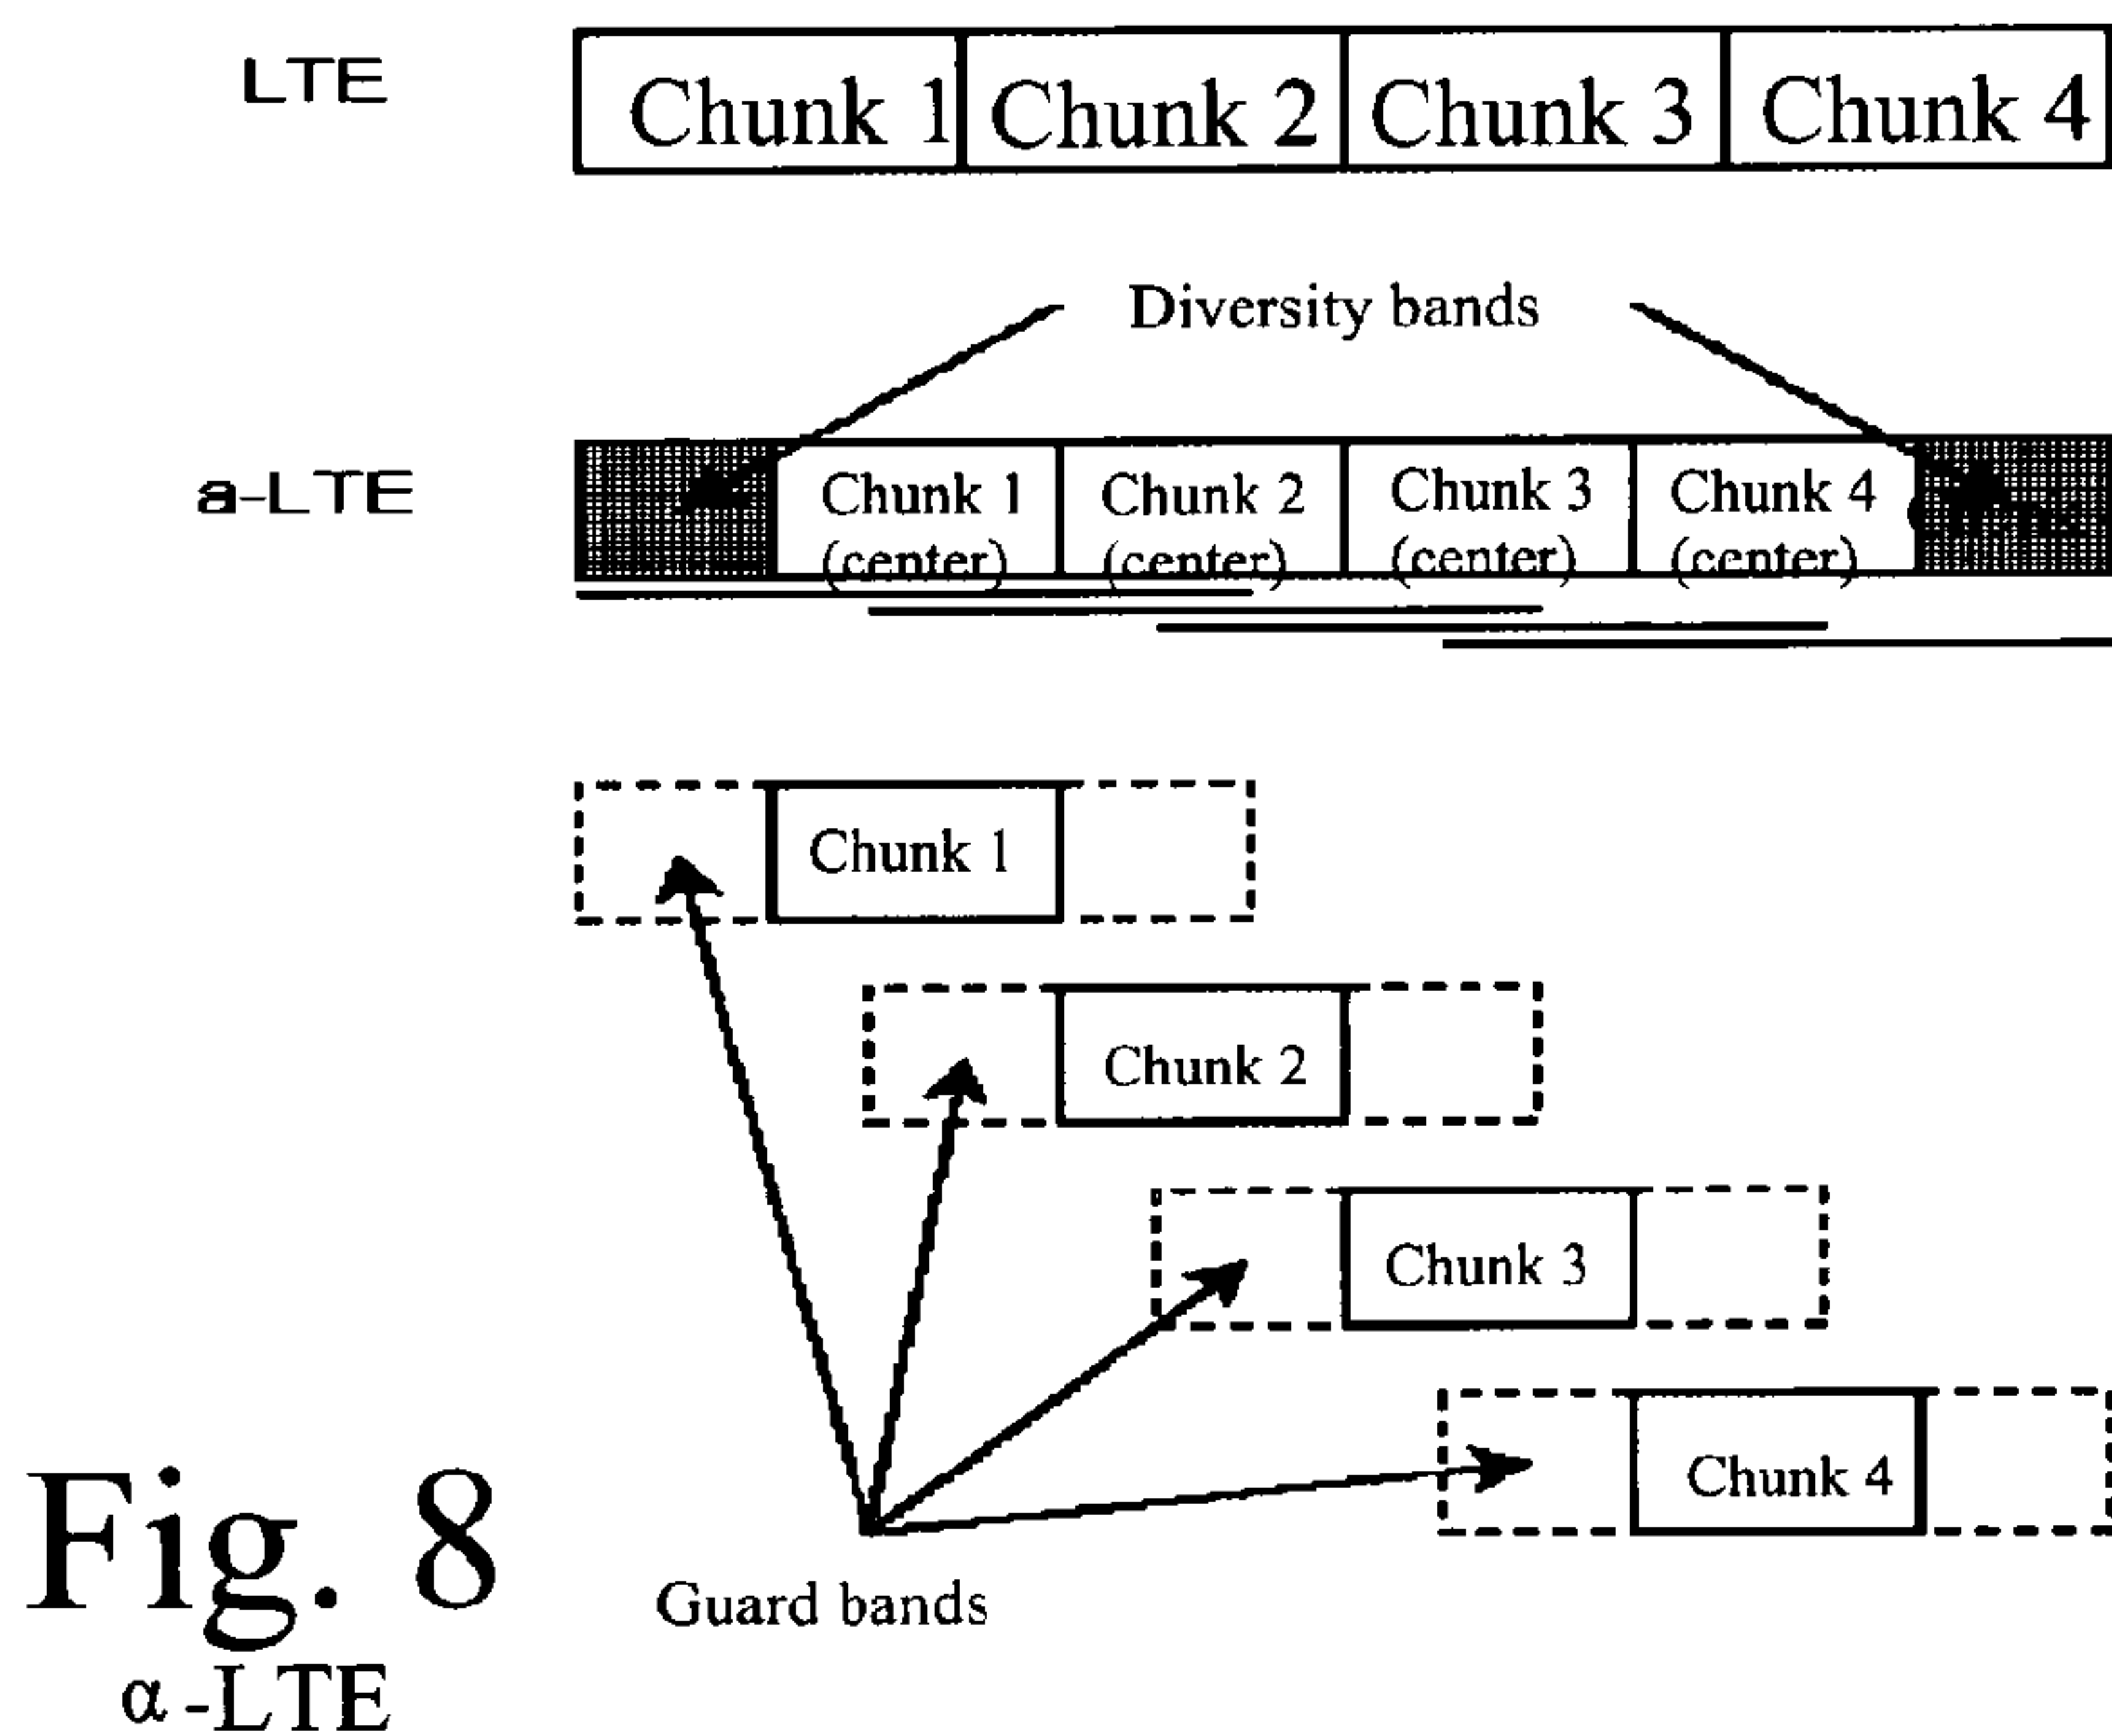 LTE Chunk 1 Chunk 2 Chunk 3 Chunk 4
Diversity bands
a-LTE Chunk 1 Chunk 2 Chunk 3 Chunk 4
(center) (center) (center) (center)
Chunk 1
Chunk 2
Chunk 3
Chunk 4
Guard bands
Fig. 8
α-LTE